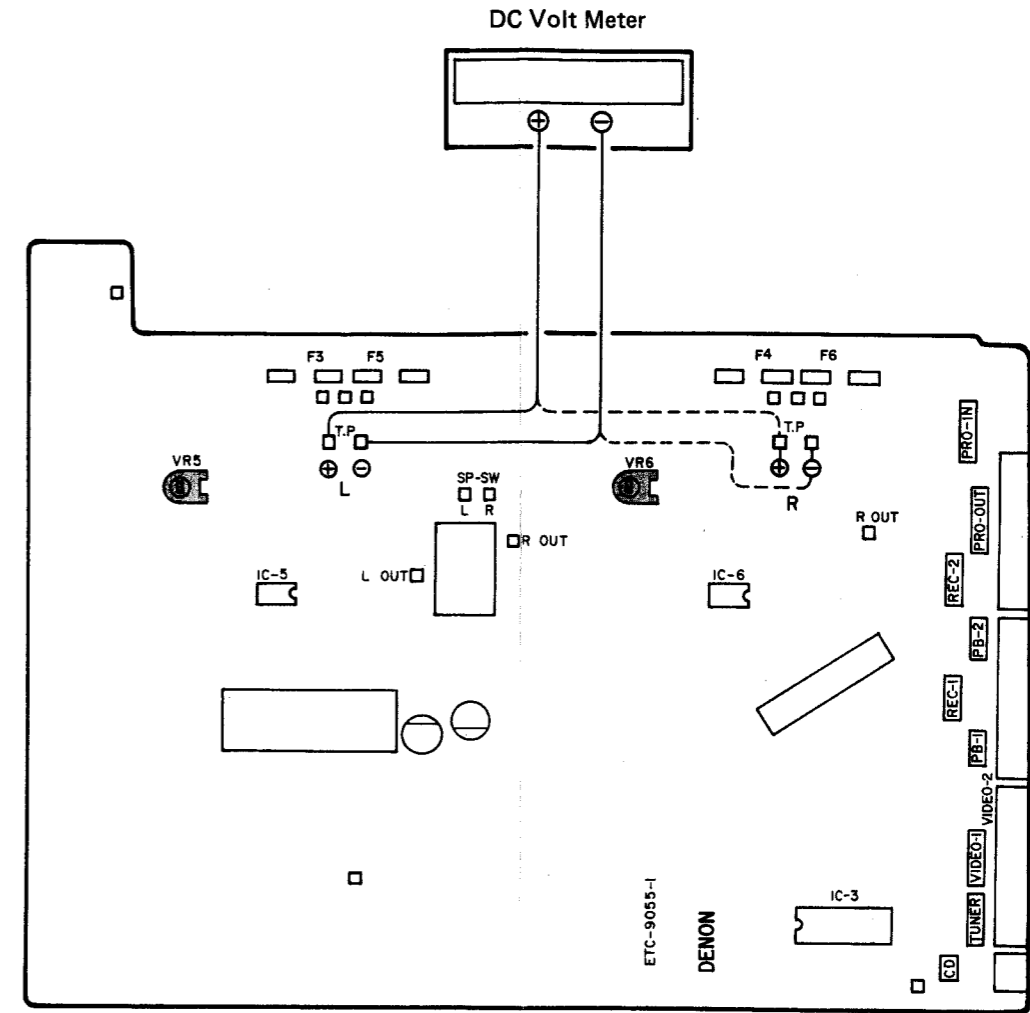 DC Volt Meter
⊕ ⊖
F3 F5
F4 F6
T.P
T.P
⊕ ⊖
L
⊕ ⊖
R
VR5
VR6
SP-SW
L R
R OUT
L OUT
R OUT
IC-5
IC-6
PRO-IN
PRO-OUT
REC-2
PB-2
REC-1
PB-1
VIDEO-2
VIDEO-1
TUNER
CD
IC-3
ETC-9055-1
DENON